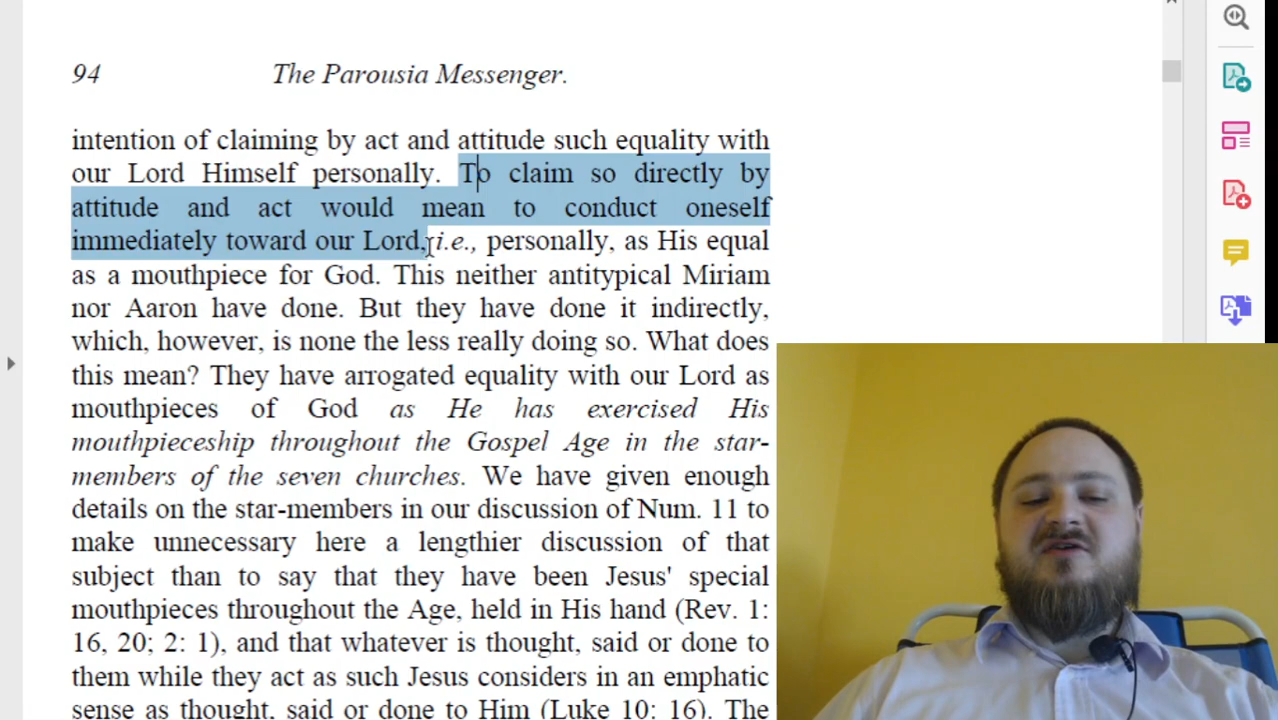 94 The Parousia Messenger.
intention of claiming by act and attitude such equality with
our Lord Himself personally. To claim so directly by
attitude and act would mean to conduct oneself
immediately toward our Lord, i.e., personally, as His equal
as a mouthpiece for God. This neither antitypical Miriam
nor Aaron have done. But they have done it indirectly,
which, however, is none the less really doing so. What does
this mean? They have arrogated equality with our Lord as
mouthpieces of God as He has exercised His
mouthpieceship throughout the Gospel Age in the star-
members of the seven churches. We have given enough
details on the star-members in our discussion of Num. 11 to
make unnecessary here a lengthier discussion of that
subject than to say that they have been Jesus' special
mouthpieces throughout the Age, held in His hand (Rev. 1:
16, 20; 2: 1), and that whatever is thought, said or done to
them while they act as such Jesus considers in an emphatic
sense as thought, said or done to Him (Luke 10: 16). The